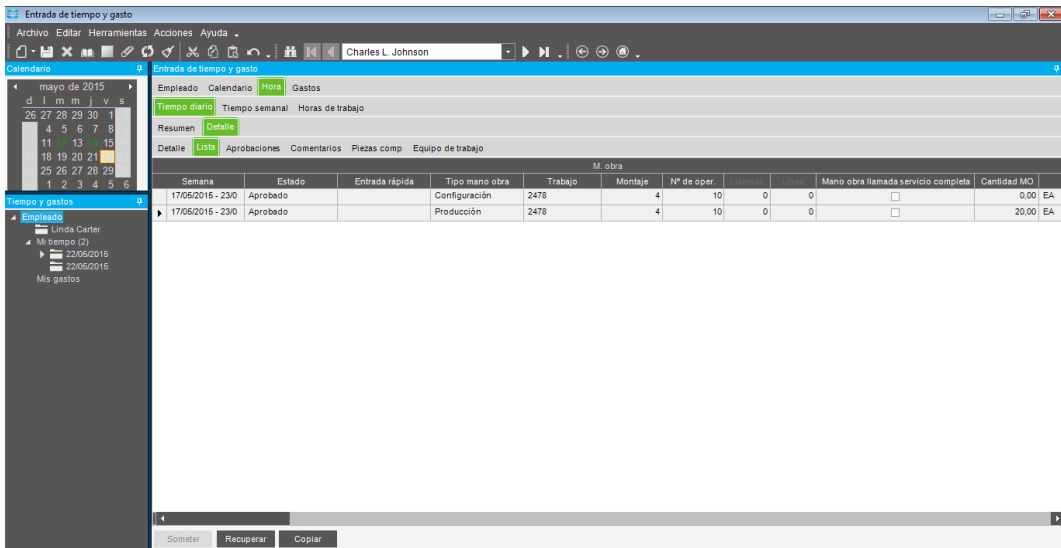 Entrada de tiempo y gasto
Archivo Editar Herramientas Acciones Ayuda
Charles L. Johnson
Calendario
mayo de 2015
d l m m j v s
26 27 28 29 30 1
4 5 6 7 8
11 12 13 14 15
18 19 20 21
25 26 27 28 29
1 2 3 4 5 6
Tiempo y gastos
Empleado
Linda Carter
Mi tiempo (2)
22/05/2015
22/05/2015
Mis gastos
Entrada de tiempo y gasto
Empleado Calendario Hora Gastos
Tiempo diario Tiempo semanal Horas de trabajo
Resumen Detalle
Detalle Lista Aprobaciones Comentarios Piezas comp Equipo de trabajo
M. obra
Semana Estado Entrada rápida Tipo mano obra Trabajo Montaje Nº de oper. Llamada Línea Mano obra llamada servicio completa Cantidad MO
17/05/2015 - 23/0 Aprobado Configuración 2478 4 10 0 0 0,00 EA
17/05/2015 - 23/0 Aprobado Producción 2478 4 10 0 0 20,00 EA
Someter Recuperar Copiar